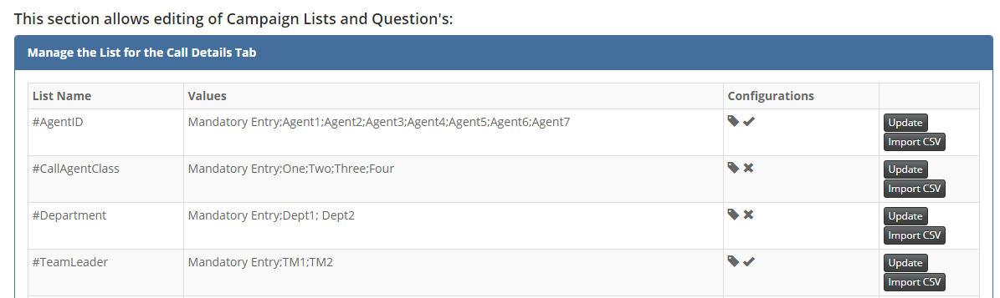 This section allows editing of Campaign Lists and Question's:
Manage the List for the Call Details Tab
List Name Values Configurations
#AgentID Mandatory Entry;Agent1;Agent2;Agent3;Agent4;Agent5;Agent6;Agent7 Update
Import CSV
#CallAgentClass Mandatory Entry;One;Two;Three;Four Update
Import CSV
#Department Mandatory Entry;Dept1; Dept2 Update
Import CSV
#TeamLeader Mandatory Entry;TM1;TM2 Update
Import CSV